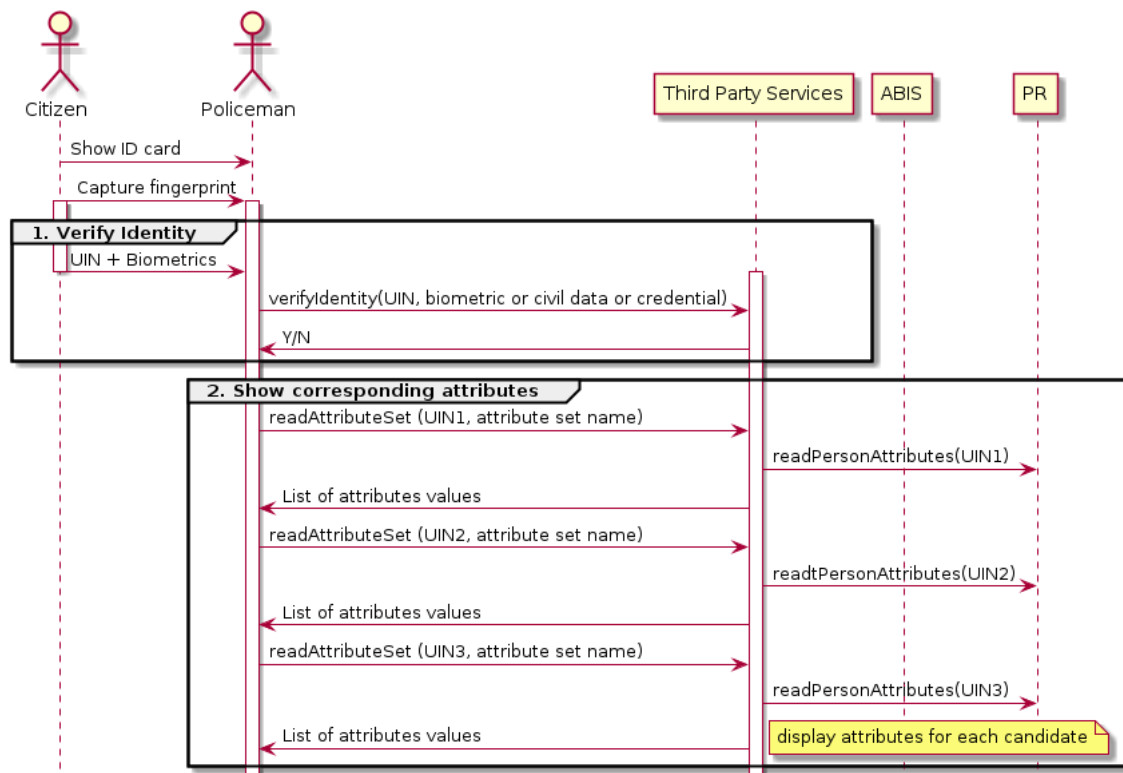 Citizen
Policeman
Third Party Services
ABIS
PR
Show ID card
Capture fingerprint
1. Verify Identity
UIN + Biometrics
verifyIdentity(UIN, biometric or civil data or credential)
Y/N
2. Show corresponding attributes
readAttributeSet (UIN1, attribute set name)
readPersonAttributes(UIN1)
List of attributes values
readAttributeSet (UIN2, attribute set name)
readtPersonAttributes(UIN2)
List of attributes values
readAttributeSet (UIN3, attribute set name)
readPersonAttributes(UIN3)
List of attributes values
display attributes for each candidate